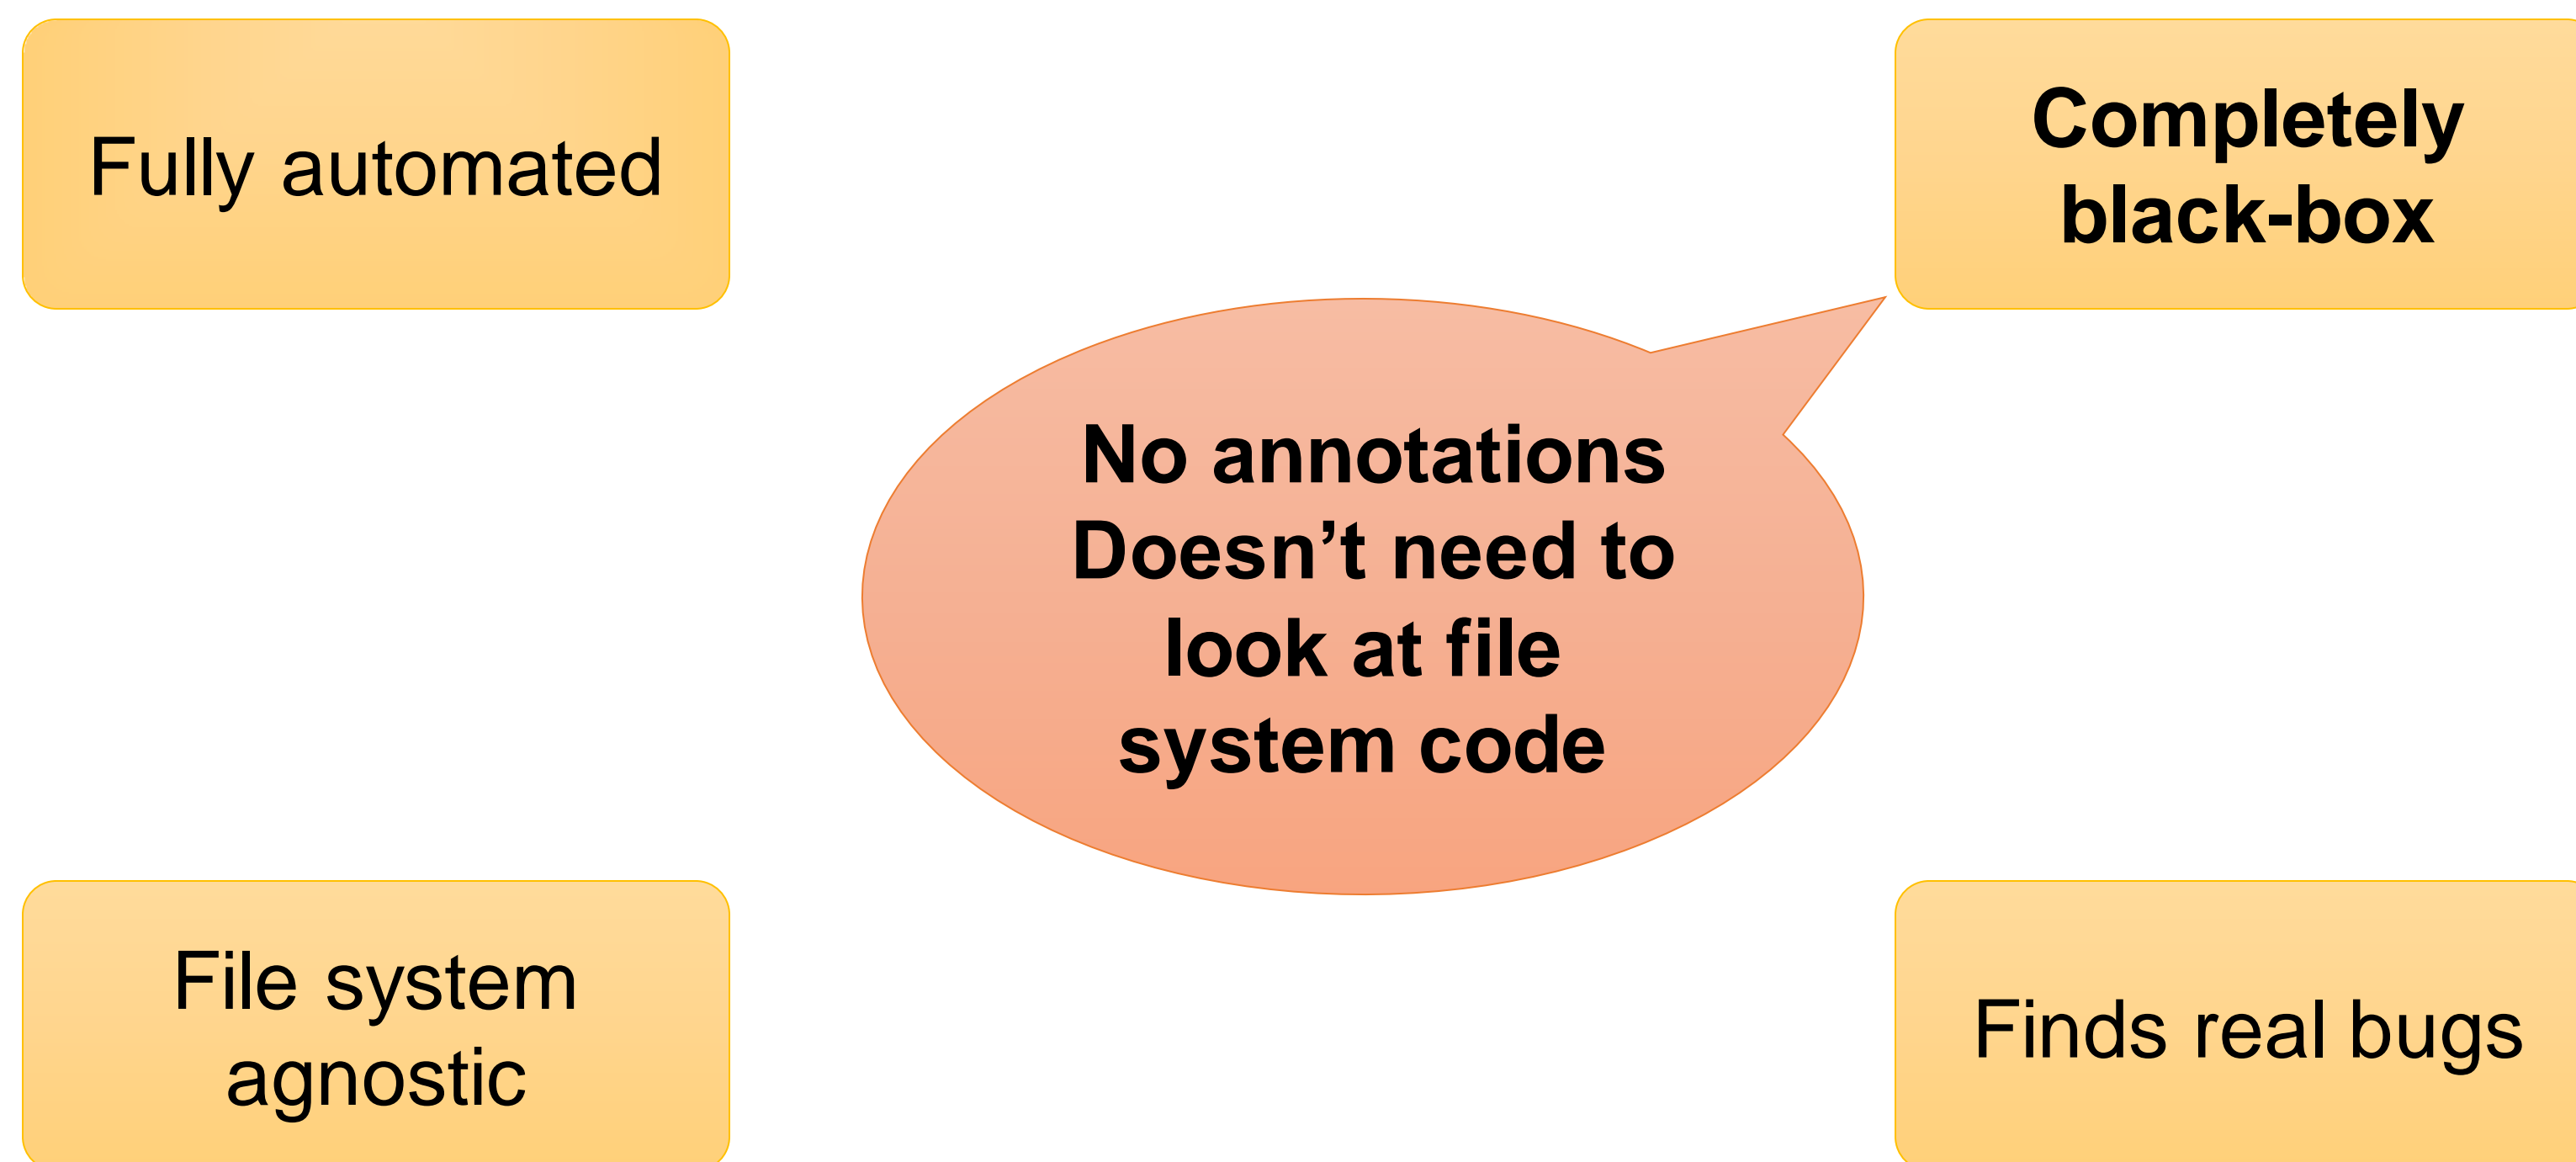 Fully automated
Completely
black-box
No annotations
Doesn’t need to
look at file
system code
File system
agnostic
Finds real bugs